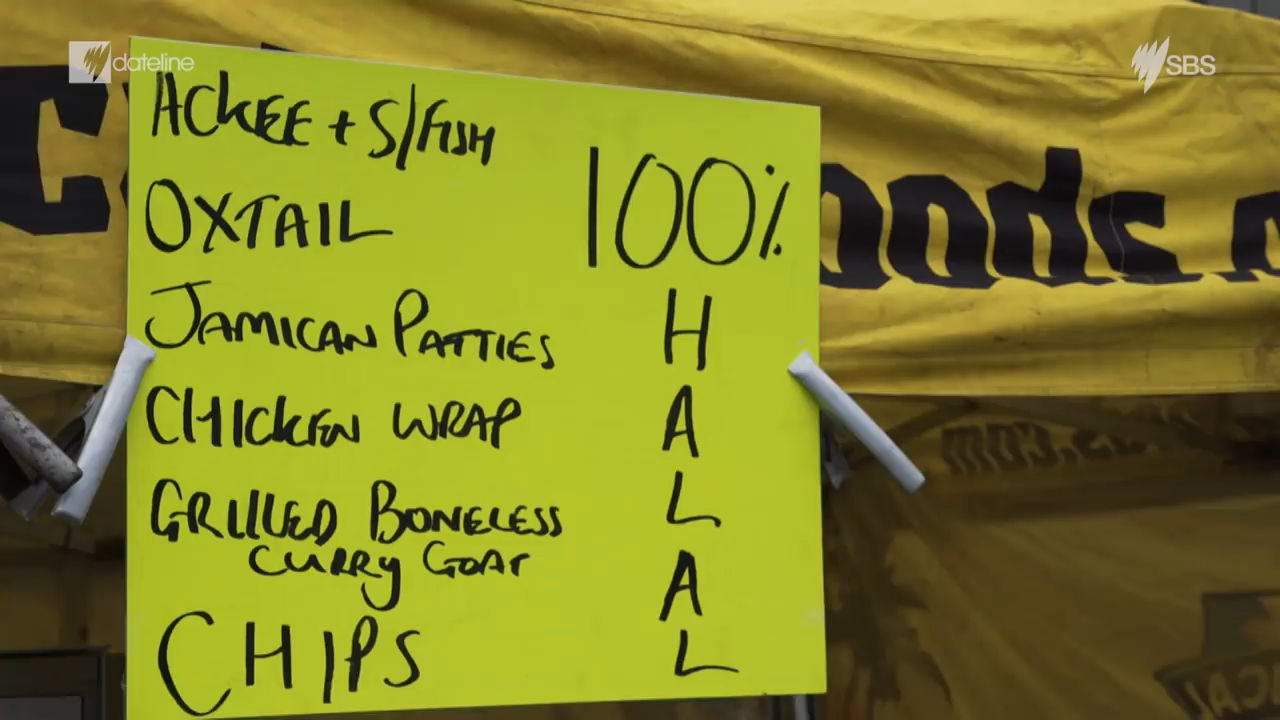 dateline
SBS
ACKEE + S/FISH
OXTAIL
JAMICAN PATTIES
CHICKEN WRAP
GRILLED BONELESS
CURRY GOAT
CHIPS
100%
H
A
L
A
L